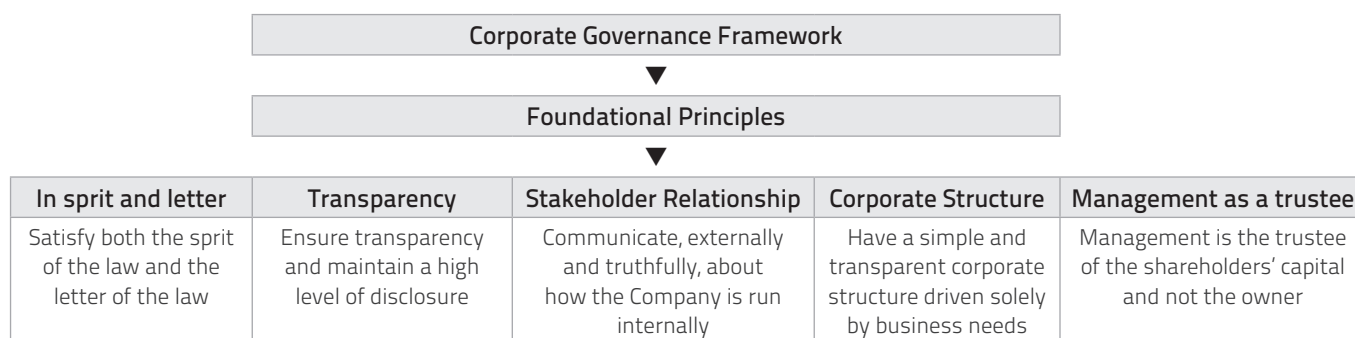 Corporate Governance Framework
Foundational Principles
In sprit and letter
Satisfy both the sprit
of the law and the
letter of the law
Transparency
Ensure transparency
and maintain a high
level of disclosure
Stakeholder Relationship
Communicate, externally
and truthfully, about
how the Company is run
internally
Corporate Structure
Have a simple and
transparent corporate
structure driven solely
by business needs
Management as a trustee
Management is the trustee
of the shareholders’ capital
and not the owner